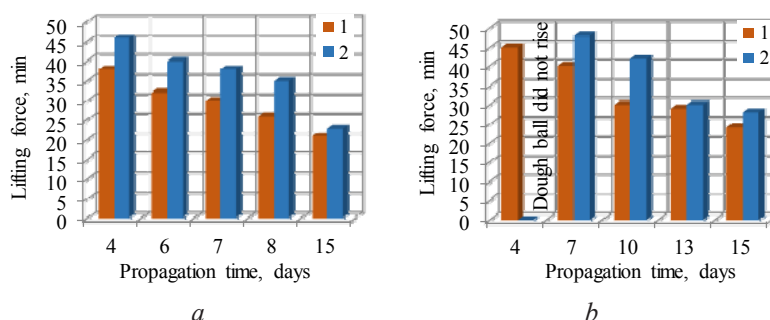 50
45
40
35
30
25
20
15
10
5
0
Lifting force, min
1
2
4 6 7 8 15
Propagation time, days
a
50
45
40
35
30
25
20
15
10
5
0
Lifting force, min
Dough ball did not rise
1
2
4 7 10 13 15
Propagation time, days
b